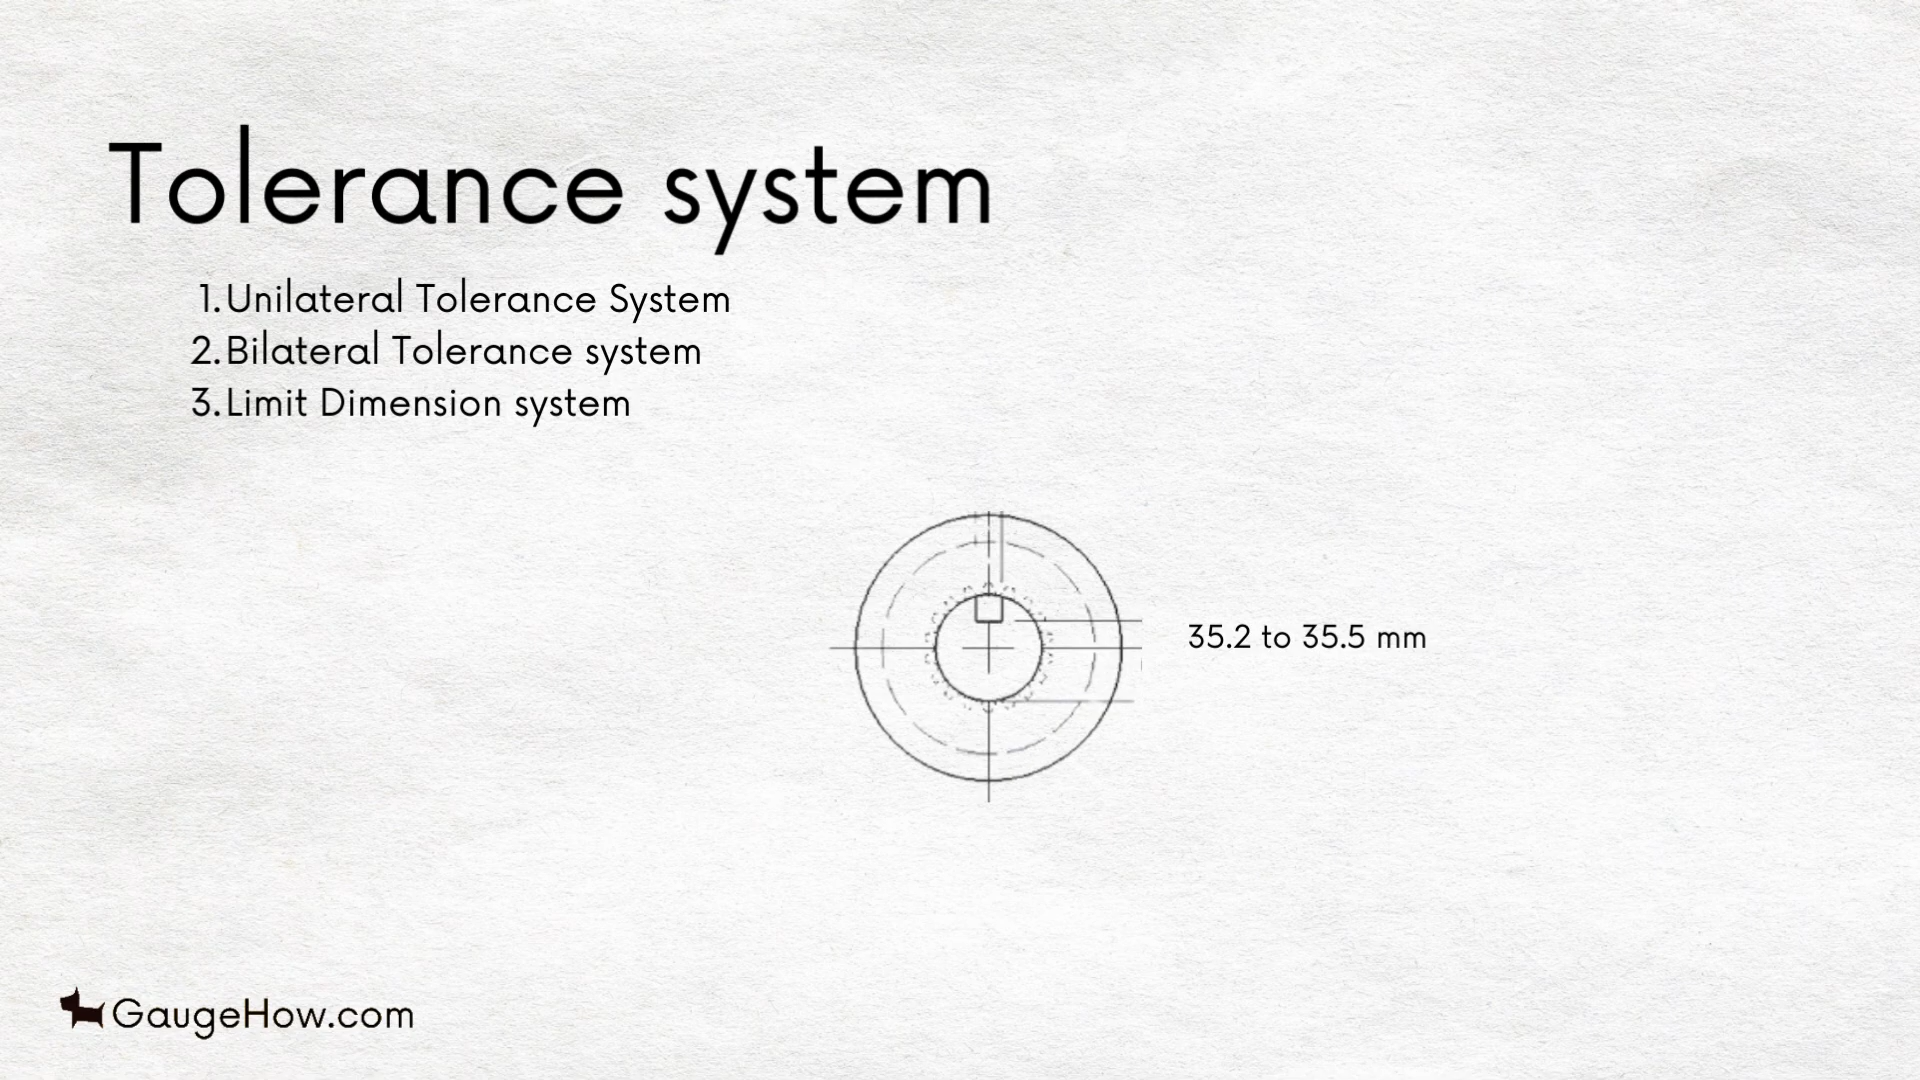 Tolerance system
1. Unilateral Tolerance System
2. Bilateral Tolerance system
3. Limit Dimension system
35.2 to 35.5 mm
GaugeHow.com